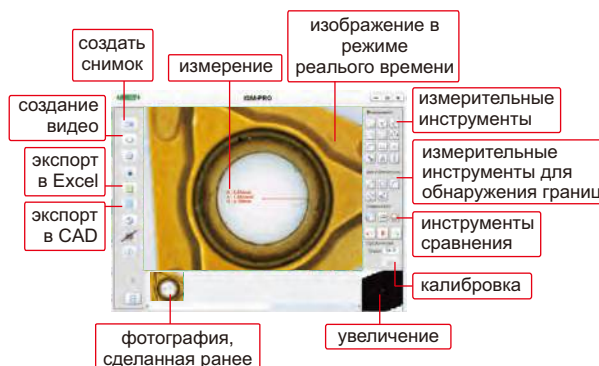 создать
снимок
измерение
изображение в
режиме
реального времени
создание
видео
ISM-PRO
измерительные
инструменты
экспорт
в Excel
измерительные
инструменты для
обнаружения границ
экспорт
в CAD
инструменты
сравнения
калибровка
фотография,
сделанная ранее
увеличение